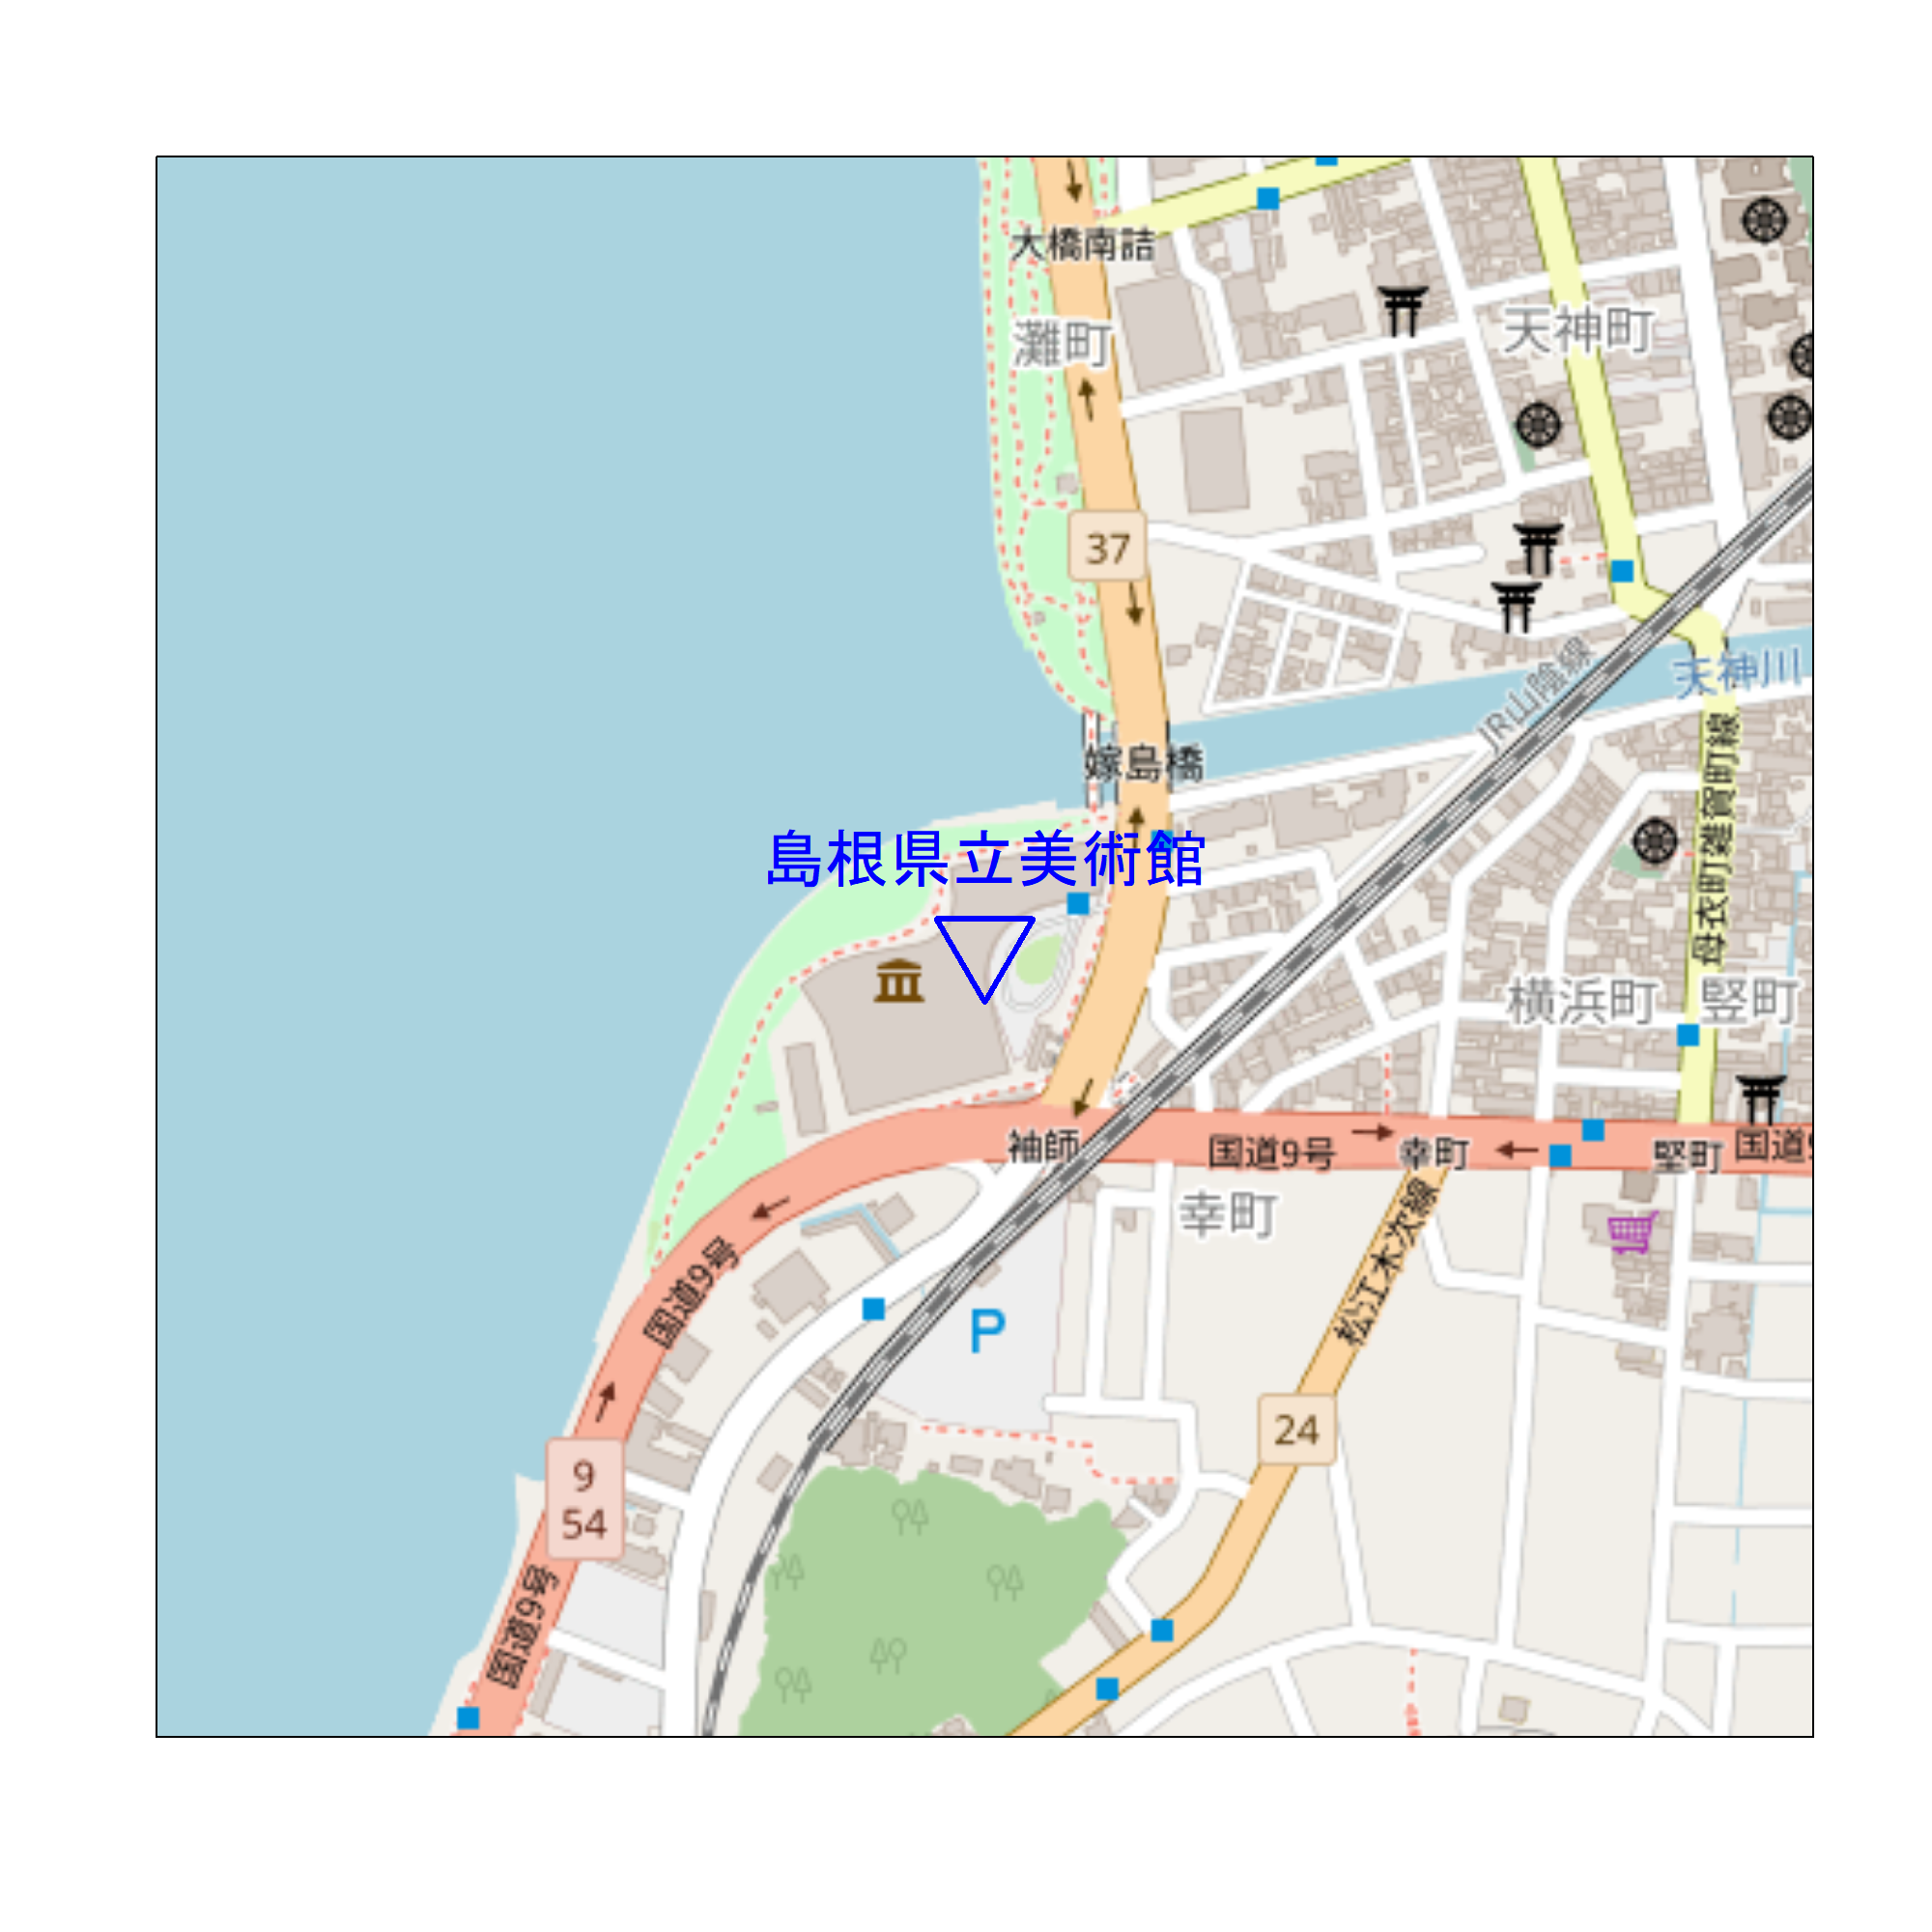 大橋南詰
灘町
天神町
37
JR山陰線
天神川
嫁島橋
母衣町雑賀町線
島根県立美術館
横浜町
竪町
袖師
国道9号
幸町
竪町
国道9
幸町
松江木次線
国道9号
P
24
9
54
国道9号